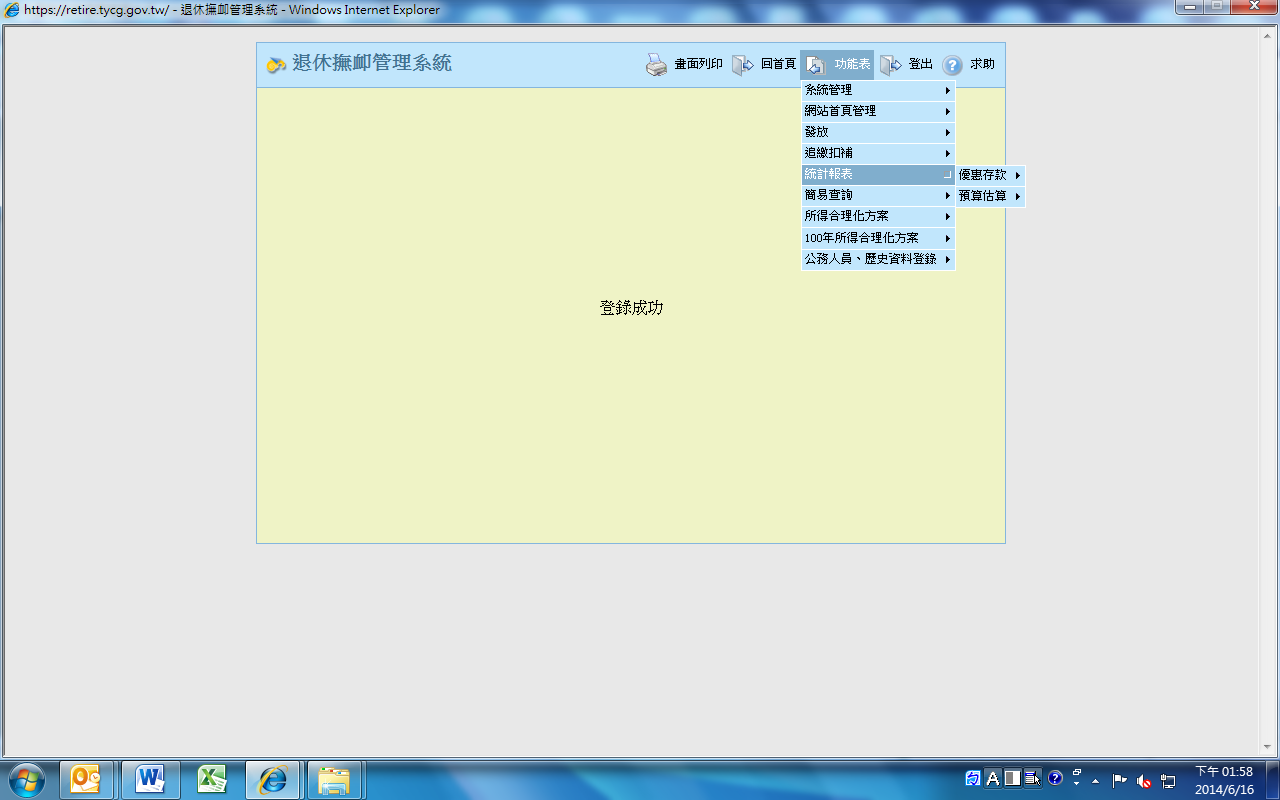 https://retire.tycg.gov.tw/ - 退休撫卹管理系統 - Windows Internet Explorer
退休撫卹管理系統
畫面列印 回首頁 功能表 登出 求助
系統管理
網站首頁管理
發放
追繳扣補
統計報表 優惠存款
簡易查詢 預算估算
所得合理化方案
100年所得合理化方案
公務人員、歷史資料登錄
登錄成功
下午 01:58
2014/6/16